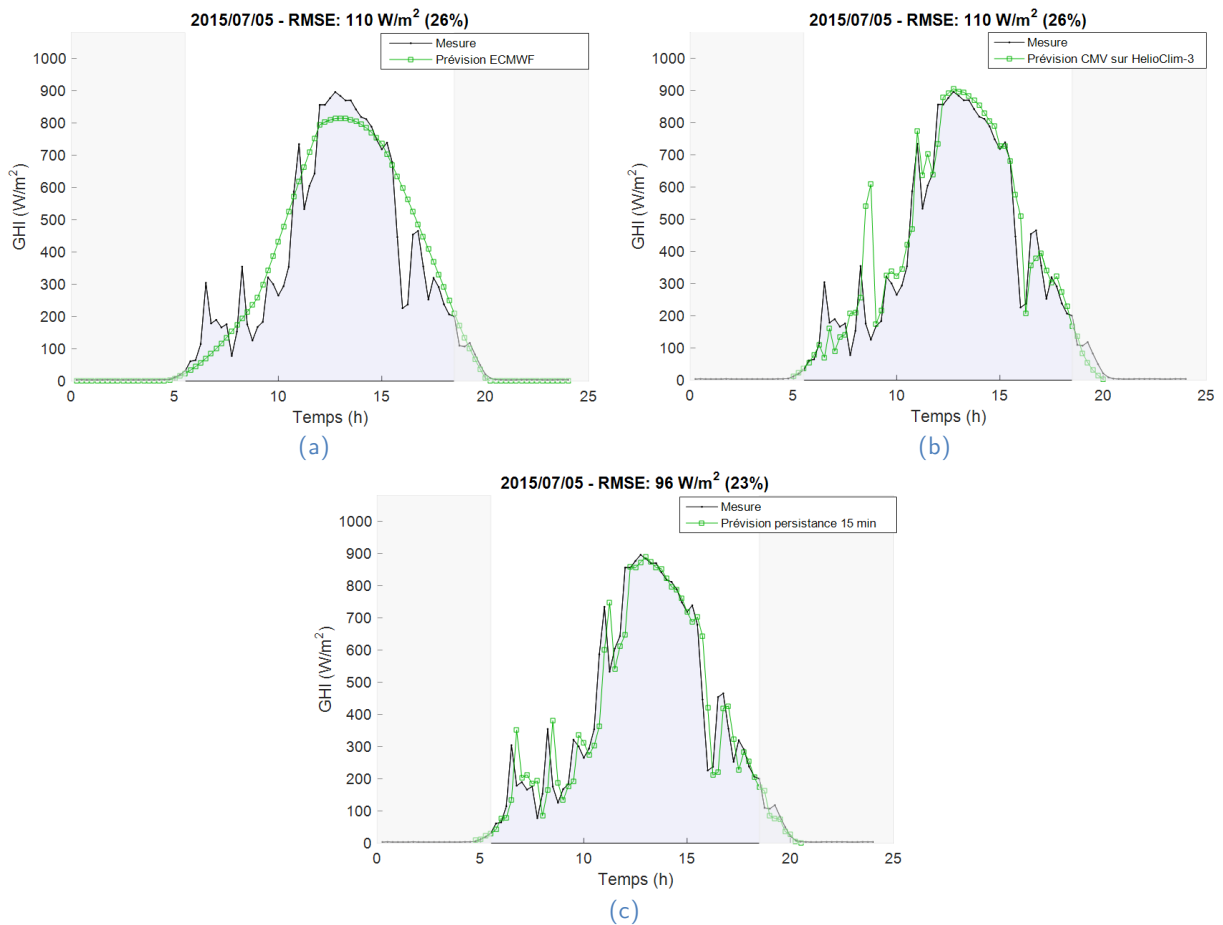 2015/07/05 - RMSE: 110 W/m² (26%)
Mesure
Prévision ECMWF
GHI (W/m²)
1000
900
800
700
600
500
400
300
200
100
0
0 5 10 15 20 25
Temps (h)
(a)
2015/07/05 - RMSE: 110 W/m² (26%)
Mesure
Prévision CMV sur HelioClim-3
GHI (W/m²)
1000
900
800
700
600
500
400
300
200
100
0
0 5 10 15 20 25
Temps (h)
(b)
2015/07/05 - RMSE: 96 W/m² (23%)
Mesure
Prévision persistance 15 min
GHI (W/m²)
1000
900
800
700
600
500
400
300
200
100
0
0 5 10 15 20 25
Temps (h)
(c)